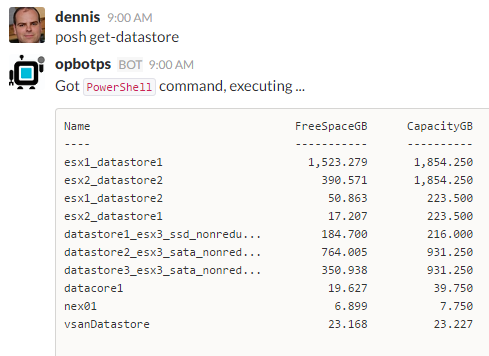 dennis 9:00 AM
posh get-datastore
opbotps BOT 9:00 AM
Got PowerShell command, executing ...
Name FreeSpaceGB CapacityGB
---- ----------- ----------
esx1_datastore1 1,523.279 1,854.250
esx2_datastore2 390.571 1,854.250
esx1_datastore2 50.863 223.500
esx2_datastore1 17.207 223.500
datastore1_esx3_ssd_nonredu... 184.700 216.000
datastore2_esx3_sata_nonred... 764.005 931.250
datastore3_esx3_sata_nonred... 350.938 931.250
datacore1 19.627 39.750
nex01 6.899 7.750
vsanDatastore 23.168 23.227